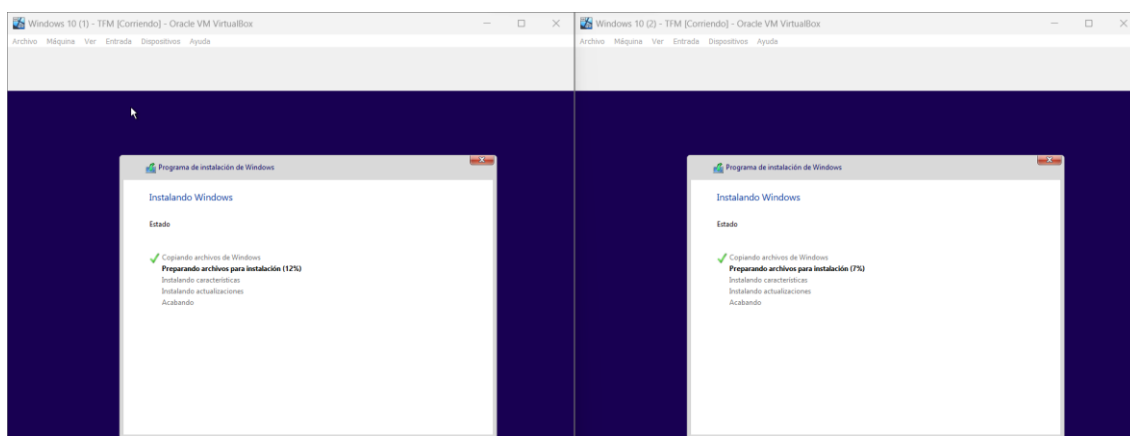 Windows 10 (1) - TFM [Corriendo] - Oracle VM VirtualBox
Archivo Máquina Ver Entrada Dispositivos Ayuda
Programa de instalación de Windows
Instalando Windows
Estado
Copiando archivos de Windows
Preparando archivos para instalación (12%)
Instalando características
Instalando actualizaciones
Acabando
Windows 10 (2) - TFM [Corriendo] - Oracle VM VirtualBox
Archivo Máquina Ver Entrada Dispositivos Ayuda
Programa de instalación de Windows
Instalando Windows
Estado
Copiando archivos de Windows
Preparando archivos para instalación (7%)
Instalando características
Instalando actualizaciones
Acabando